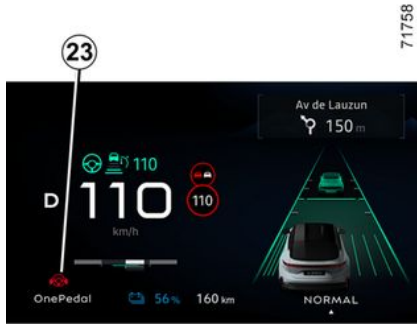 71758
23
Av de Lauzun
150 m
110
D
110
110
km/h
OnePedal
56%
160 km
NORMAL